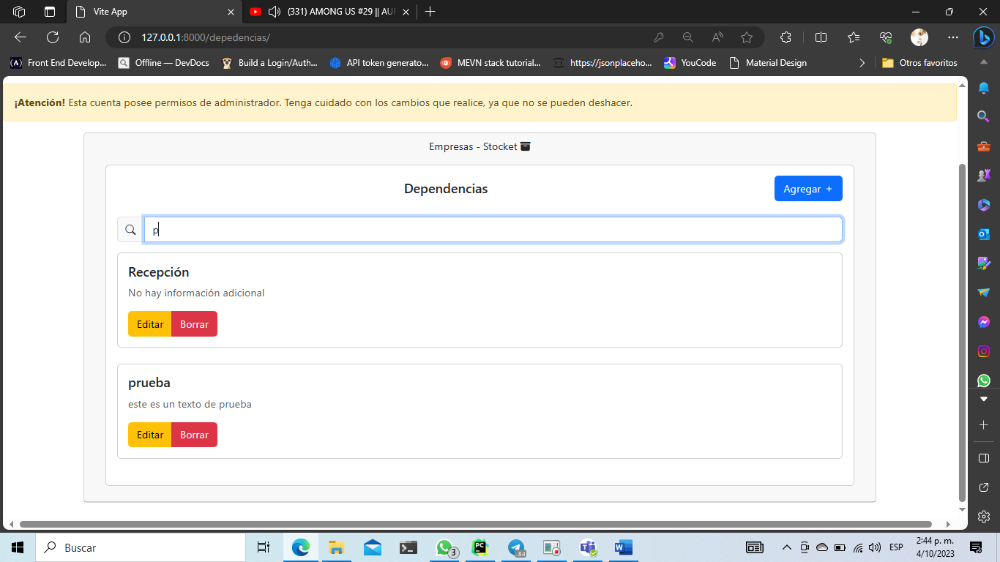 Vite App
(331) AMONG US #29 || AUF
127.0.0.1:8000/depedencias/
Front End Develop...
Offline — DevDocs
Build a Login/Auth...
API token generato...
MEVN stack tutorial...
https://jsonplaceho...
YouCode
Material Design
Otros favoritos
¡Atención! Esta cuenta posee permisos de administrador. Tenga cuidado con los cambios que realice, ya que no se pueden deshacer.
Empresas - Stocket
Dependencias
Agregar +
p
Recepción
No hay información adicional
Editar Borrar
prueba
este es un texto de prueba
Editar Borrar
Buscar
3
PC
84
ESP
2:44 p. m.
4/10/2023